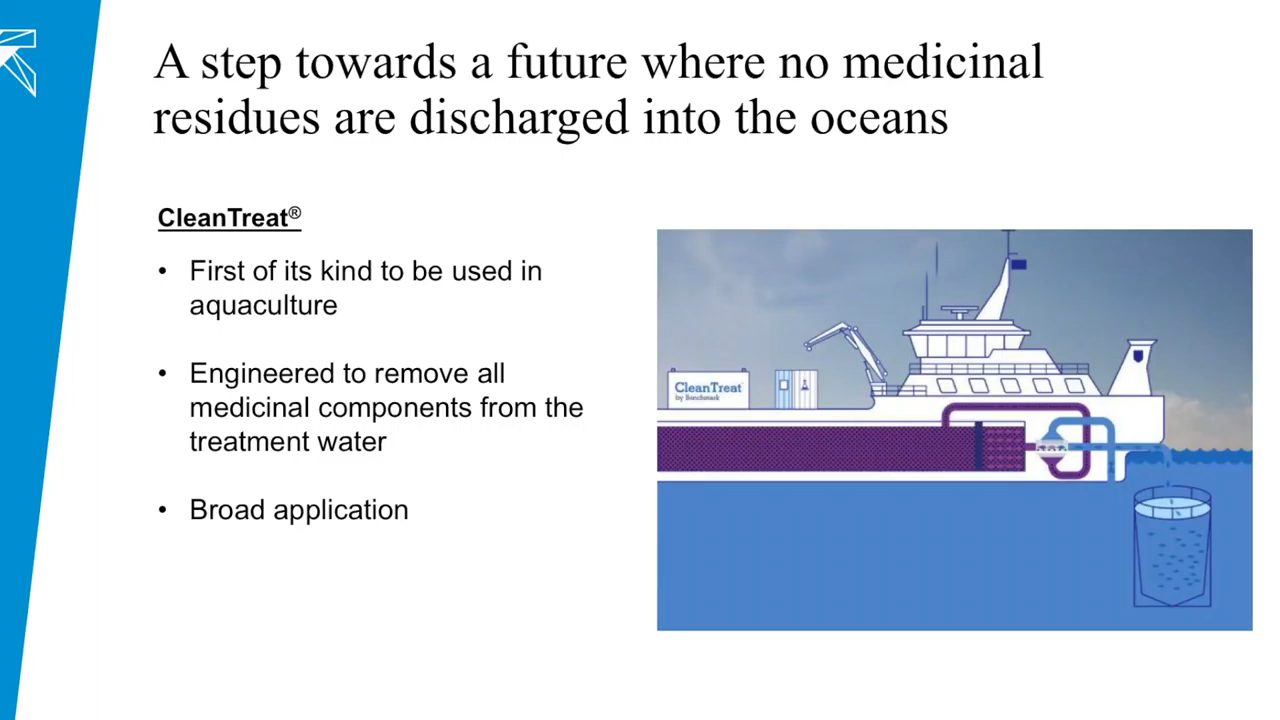 A step towards a future where no medicinal
residues are discharged into the oceans
CleanTreat®
• First of its kind to be used in
aquaculture
• Engineered to remove all
medicinal components from the
treatment water
• Broad application
CleanTreat
by Benchmark